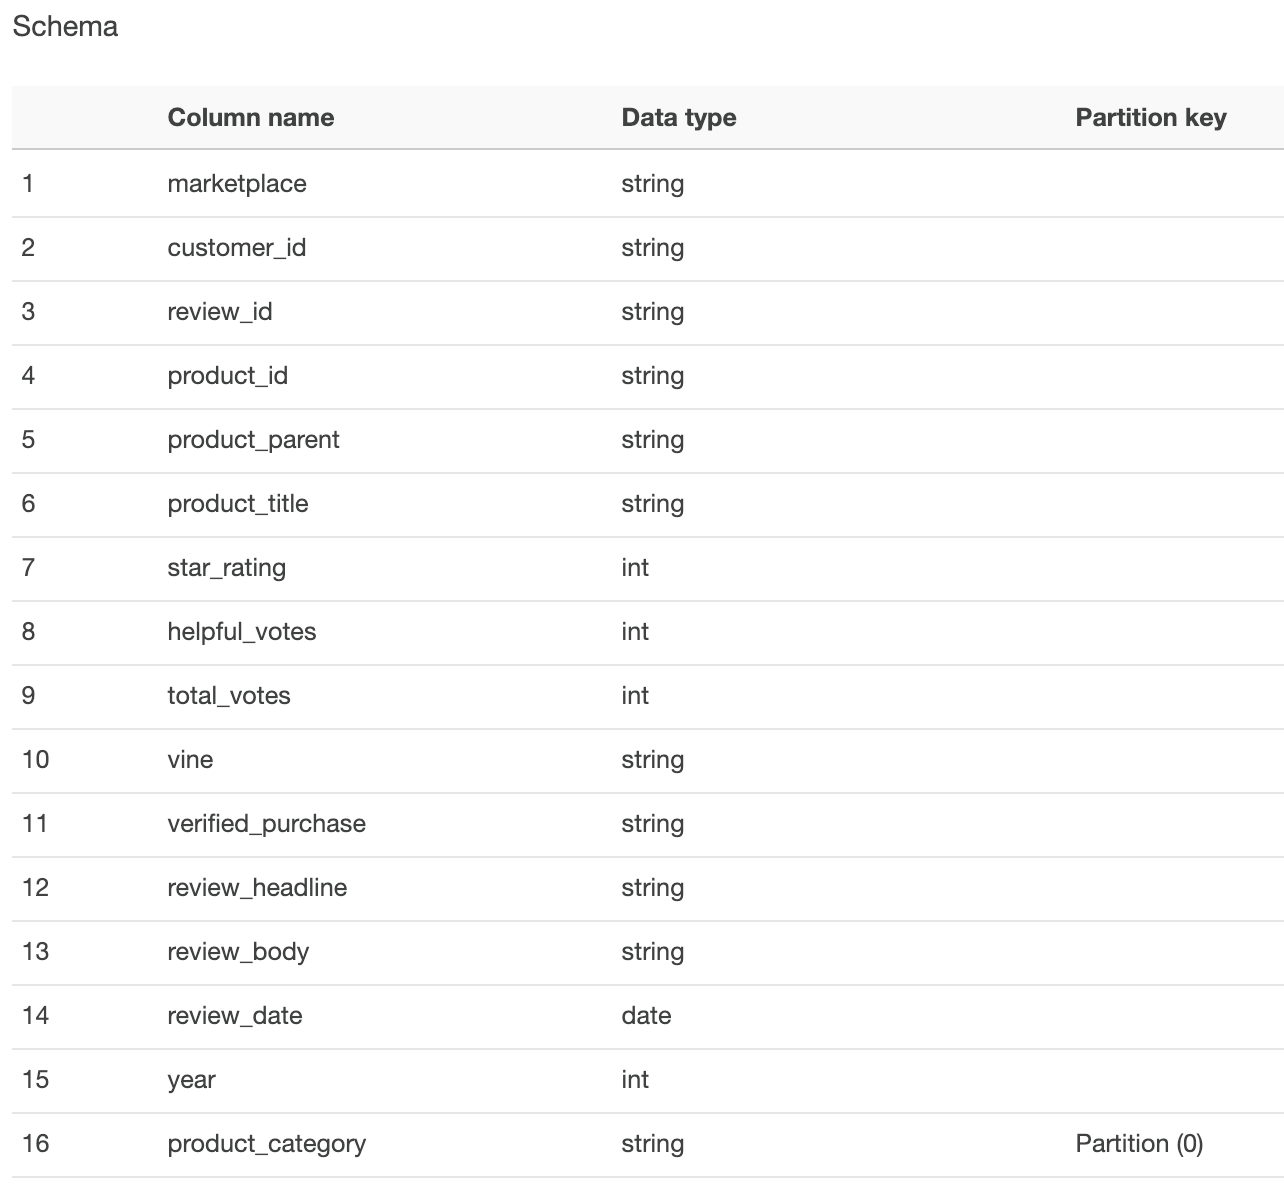 Schema
Column name Data type Partition key
1 marketplace string
2 customer_id string
3 review_id string
4 product_id string
5 product_parent string
6 product_title string
7 star_rating int
8 helpful_votes int
9 total_votes int
10 vine string
11 verified_purchase string
12 review_headline string
13 review_body string
14 review_date date
15 year int
16 product_category string Partition (0)